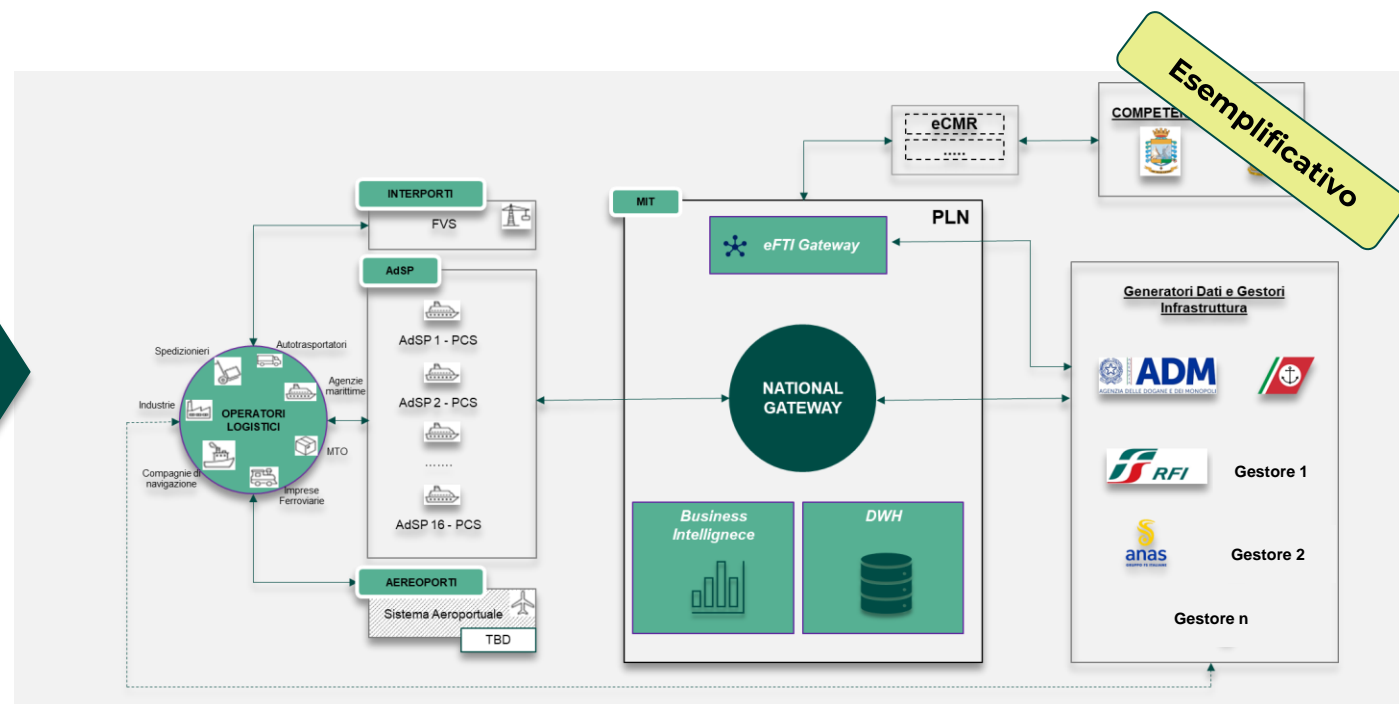 Esemplificativo
eCMR
.....
INTERPORTI
FVS
AdSP
AdSP 1 - PCS
AdSP 2 - PCS
.......
AdSP 16 - PCS
AEREOPORTI
Sistema Aeroportuale
TBD
Spedizionieri
Autotrasportatori
Agenzie
marittime
Industrie
OPERATORI
LOGISTICI
MTO
Compagnie di
navigazione
Imprese
Ferroviarie
MIT
PLN
eFTI Gateway
NATIONAL
GATEWAY
Business
Intellignece
DWH
Generatori Dati e Gestori
Infrastruttura
ADM
AGENZIA DELLE DOGANE E DEI MONOPOLI
RFI
Gestore 1
anas
GRUPPO FS ITALIANE
Gestore 2
Gestore n